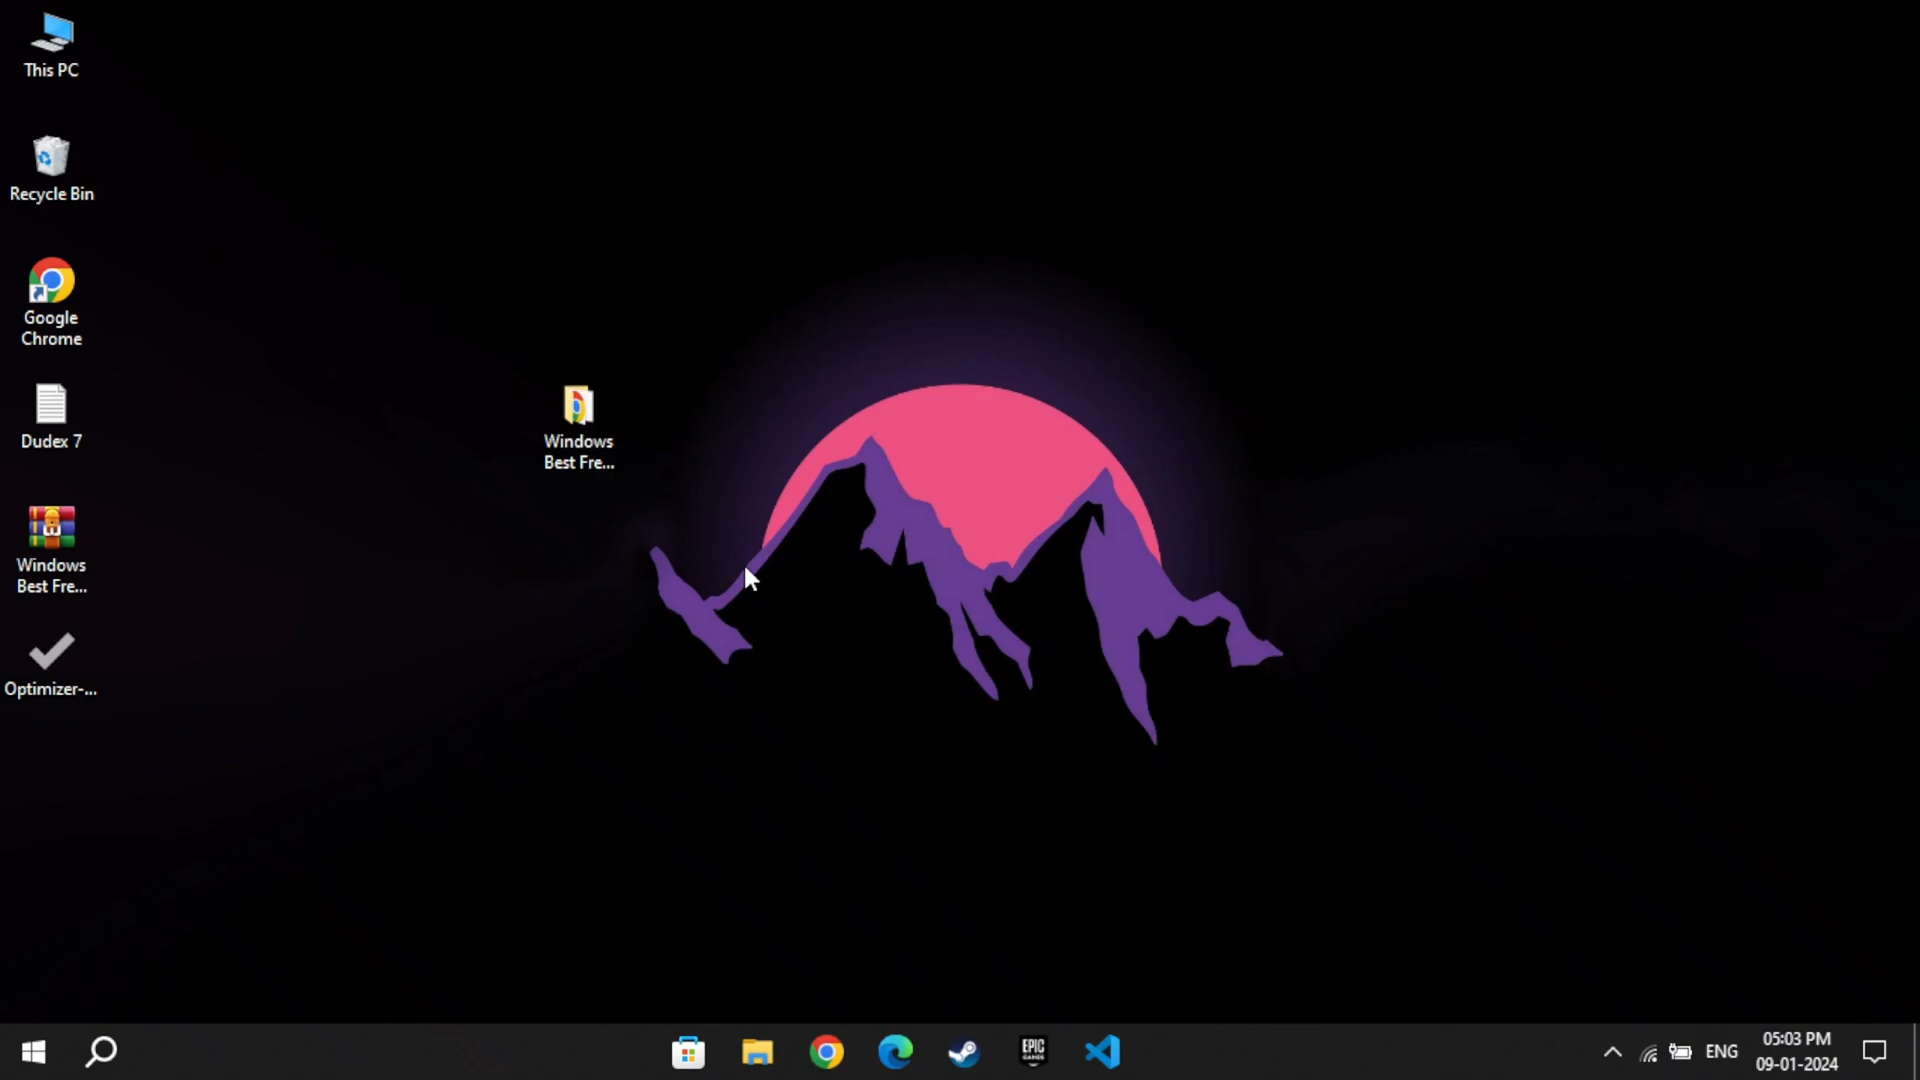 This PC
Recycle Bin
Google
Chrome
Dudex 7
Windows
Best Fre...
Optimizer-...
Windows
Best Fre...
EPIC
GAMES
ENG
05:03 PM
09-01-2024